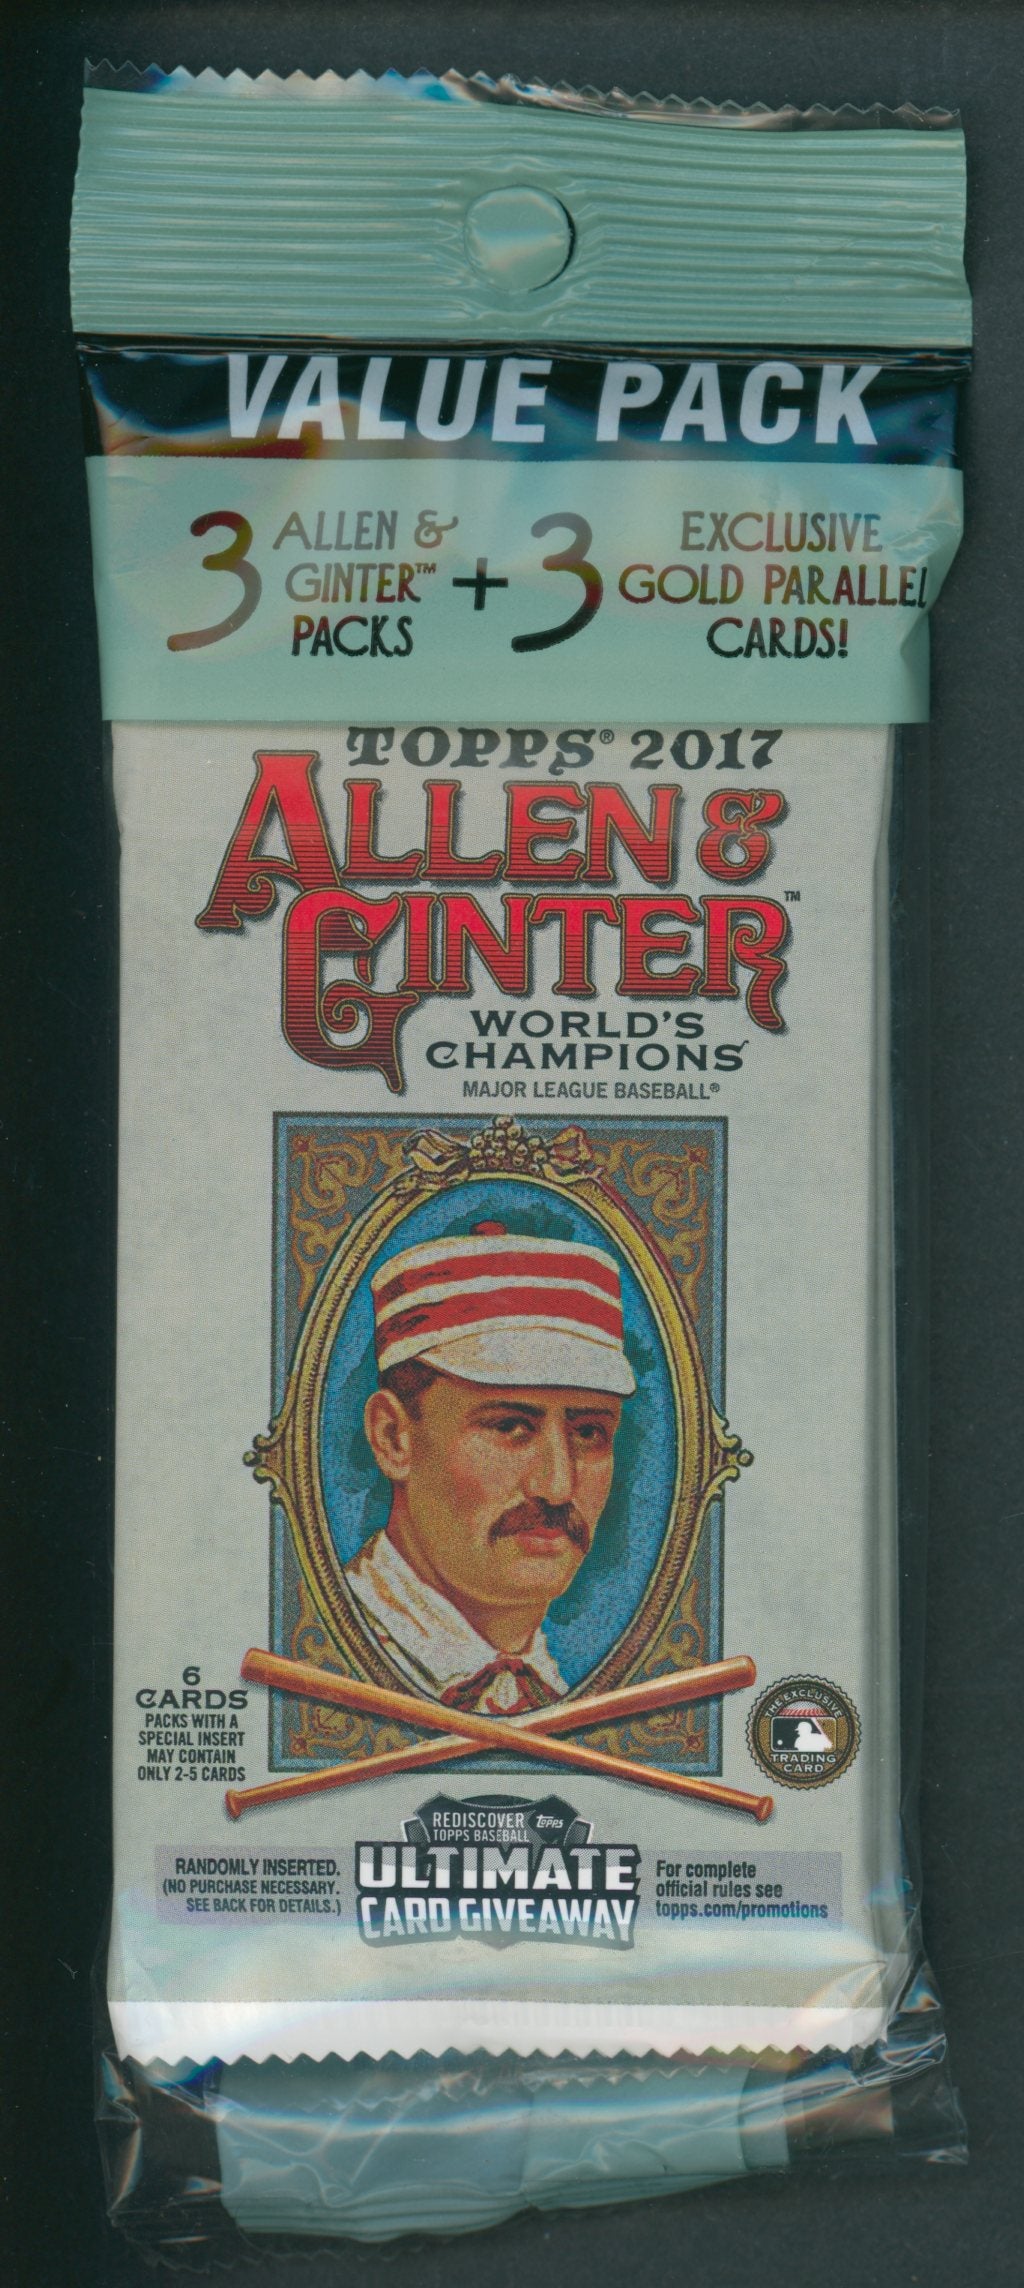 VALUE PACK
3 ALLEN & GINTER™ PACKS + 3 EXCLUSIVE GOLD PARALLEL CARDS!
TOPPS® 2017
ALLEN &
GINTER™
WORLD'S
CHAMPIONS
MAJOR LEAGUE BASEBALL®
6
CARDS
PACKS WITH A
SPECIAL INSERT
MAY CONTAIN
ONLY 2-5 CARDS
THE EXCLUSIVE
TRADING
CARD
RANDOMLY INSERTED.
(NO PURCHASE NECESSARY.
SEE BACK FOR DETAILS.)
REDISCOVER Topps
TOPPS BASEBALL
ULTIMATE
CARD GIVEAWAY
For complete
official rules see
topps.com/promotions